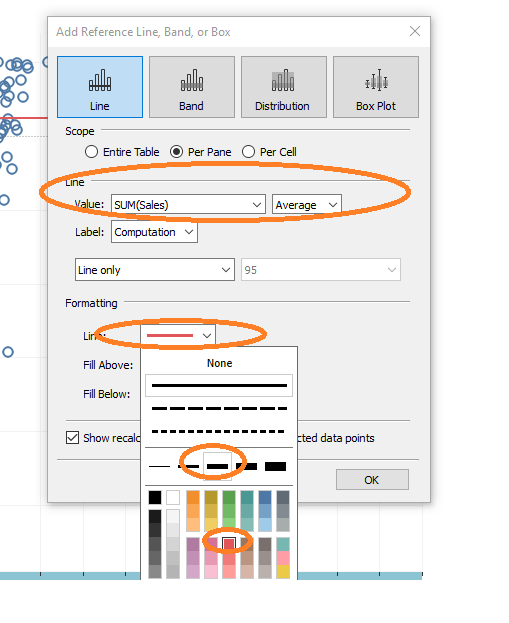 Add Reference Line, Band, or Box
Line Band Distribution Box Plot
Scope
Entire Table Per Pane Per Cell
Line
Value: SUM(Sales) Average
Label: Computation
Line only 95
Formatting
Line:
Fill Above: None
Fill Below:
Show recalc cted data points
OK